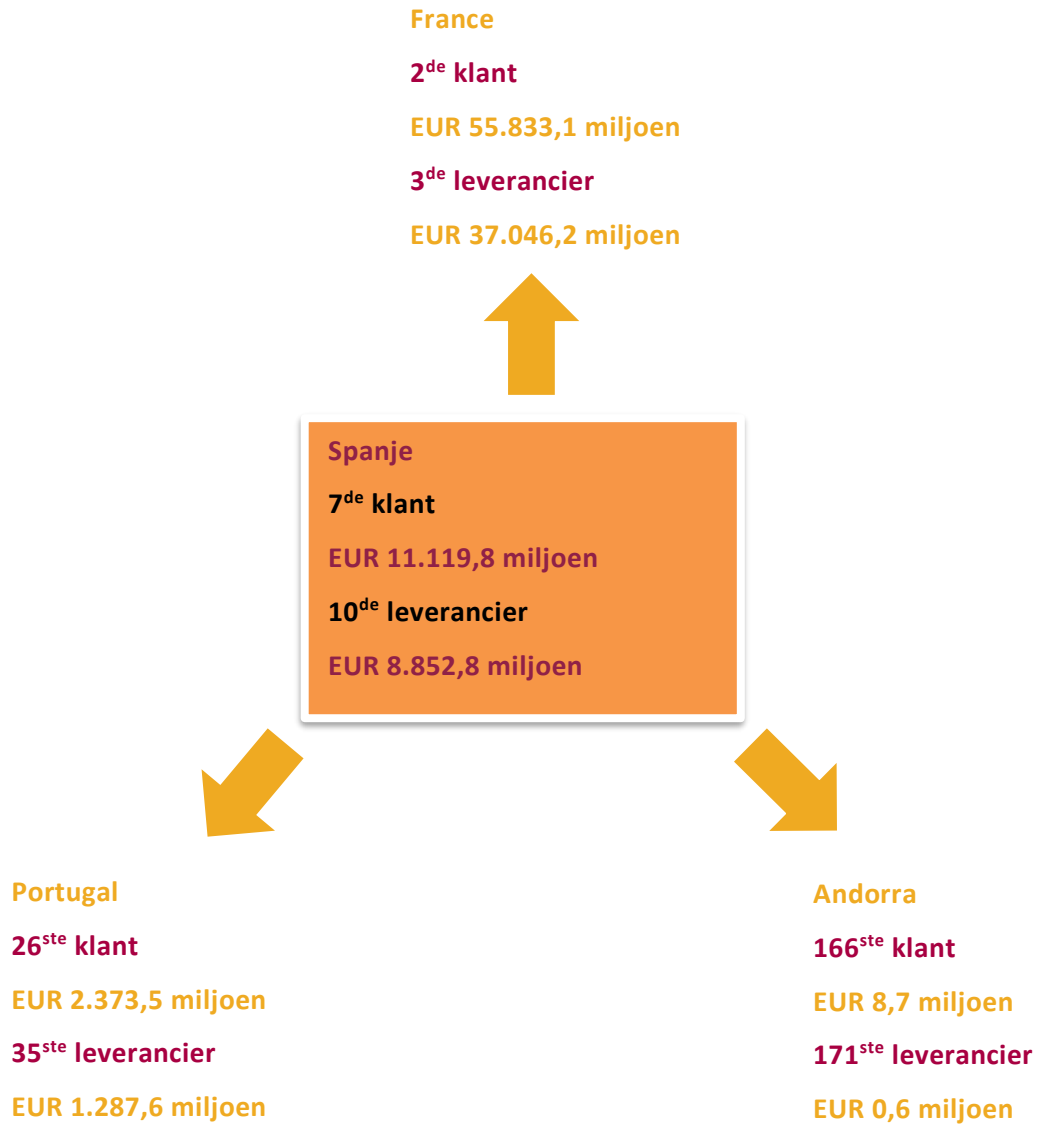 France
2de klant
EUR 55.833,1 miljoen
3de leverancier
EUR 37.046,2 miljoen
Spanje
7de klant
EUR 11.119,8 miljoen
10de leverancier
EUR 8.852,8 miljoen
Portugal
26ste klant
EUR 2.373,5 miljoen
35ste leverancier
EUR 1.287,6 miljoen
Andorra
166ste klant
EUR 8,7 miljoen
171ste leverancier
EUR 0,6 miljoen